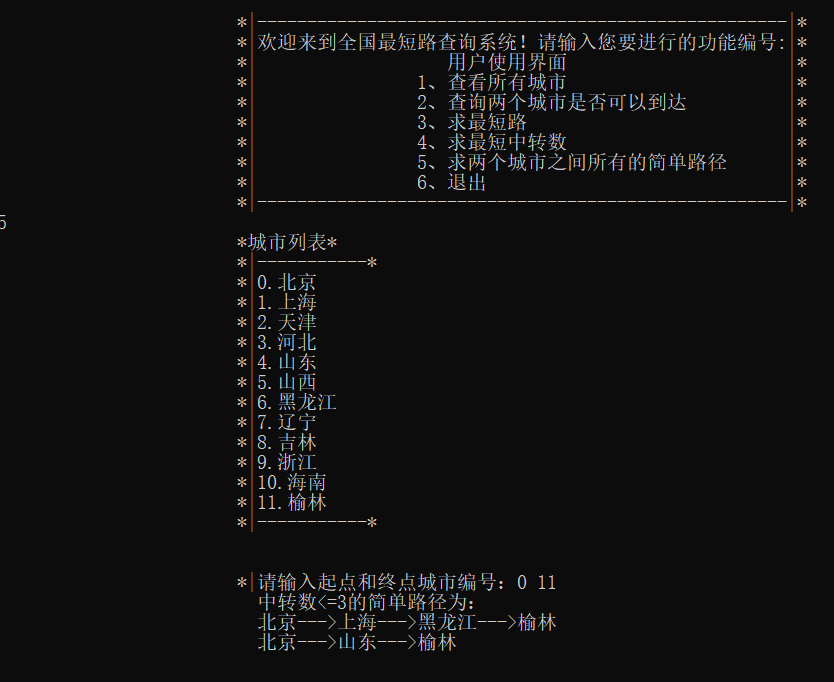 *|-----------------------------------------------------|*
*|欢迎来到全国最短路查询系统！请输入您要进行的功能编号:|*
*| 用户使用界面 |*
*| 1、查看所有城市 |*
*| 2、查询两个城市是否可以到达 |*
*| 3、求最短路 |*
*| 4、求最短中转数 |*
*| 5、求两个城市之间所有的简单路径 |*
*| 6、退出 |*
*|-----------------------------------------------------|*
5
*城市列表*
*|-----------*
*|0.北京
*|1.上海
*|2.天津
*|3.河北
*|4.山东
*|5.山西
*|6.黑龙江
*|7.辽宁
*|8.吉林
*|9.浙江
*|10.海南
*|11.榆林
*|-----------*
*|请输入起点和终点城市编号：0 11
中转数<=3的简单路径为：
北京--->上海--->黑龙江--->榆林
北京--->山东--->榆林